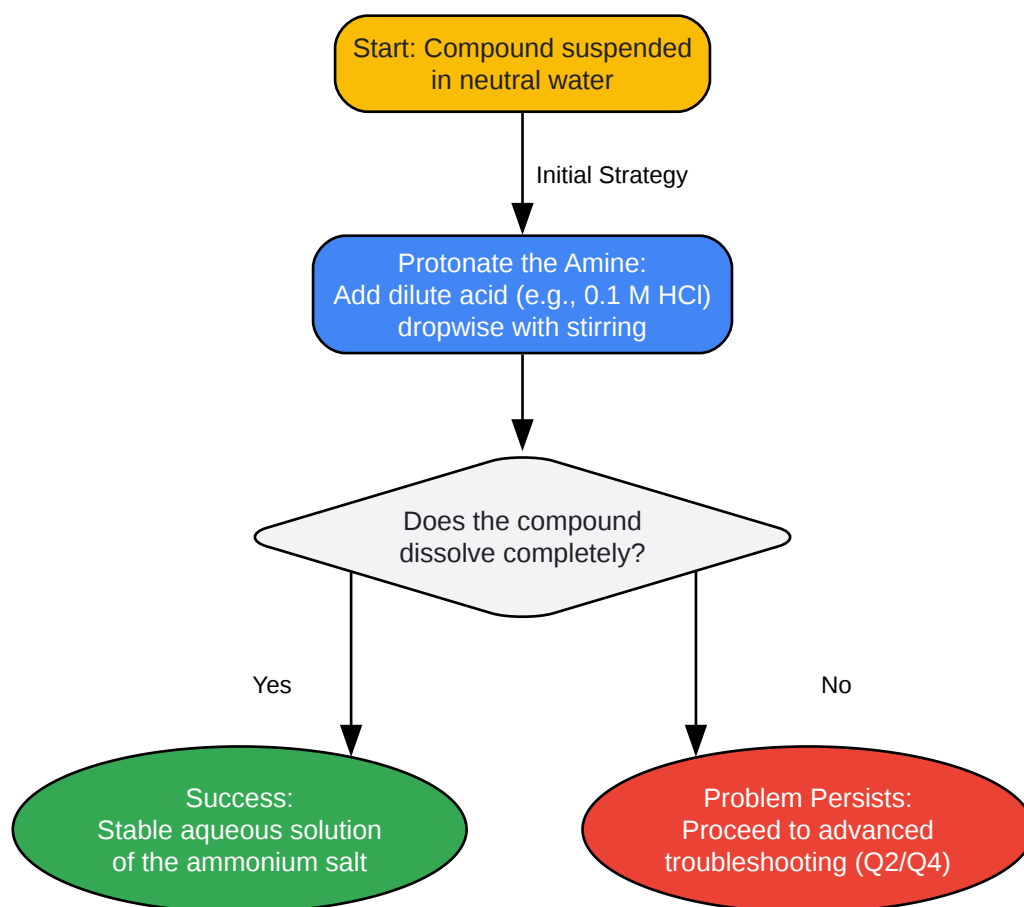 Start: Compound suspended
in neutral water
Initial Strategy
Protonate the Amine:
Add dilute acid (e.g., 0.1 M HCl)
dropwise with stirring
Does the compound
dissolve completely?
Yes
No
Success:
Stable aqueous solution
of the ammonium salt
Problem Persists:
Proceed to advanced
troubleshooting (Q2/Q4)